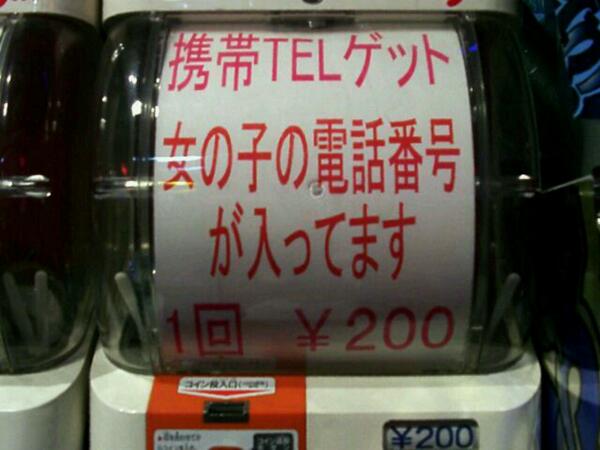 携帯TELゲット
女の子の電話番号
が入ってます
1回 ￥200
コイン投入口
￥200